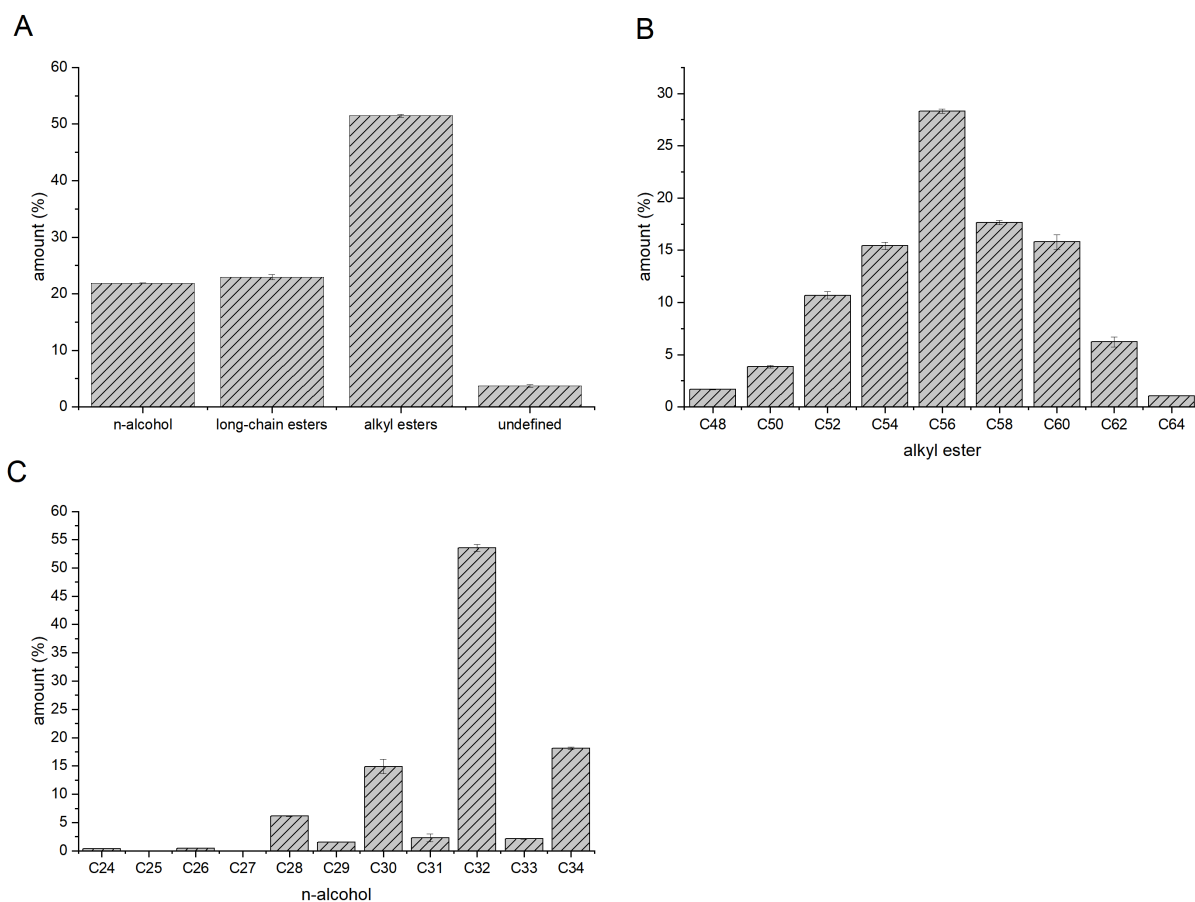 A
amount (%)
60
50
40
30
20
10
0
n-alcohol long-chain esters alkyl esters undefined
B
amount (%)
30
25
20
15
10
5
0
C48 C50 C52 C54 C56 C58 C60 C62 C64
alkyl ester
C
amount (%)
60
55
50
45
40
35
30
25
20
15
10
5
0
C24 C25 C26 C27 C28 C29 C30 C31 C32 C33 C34
n-alcohol